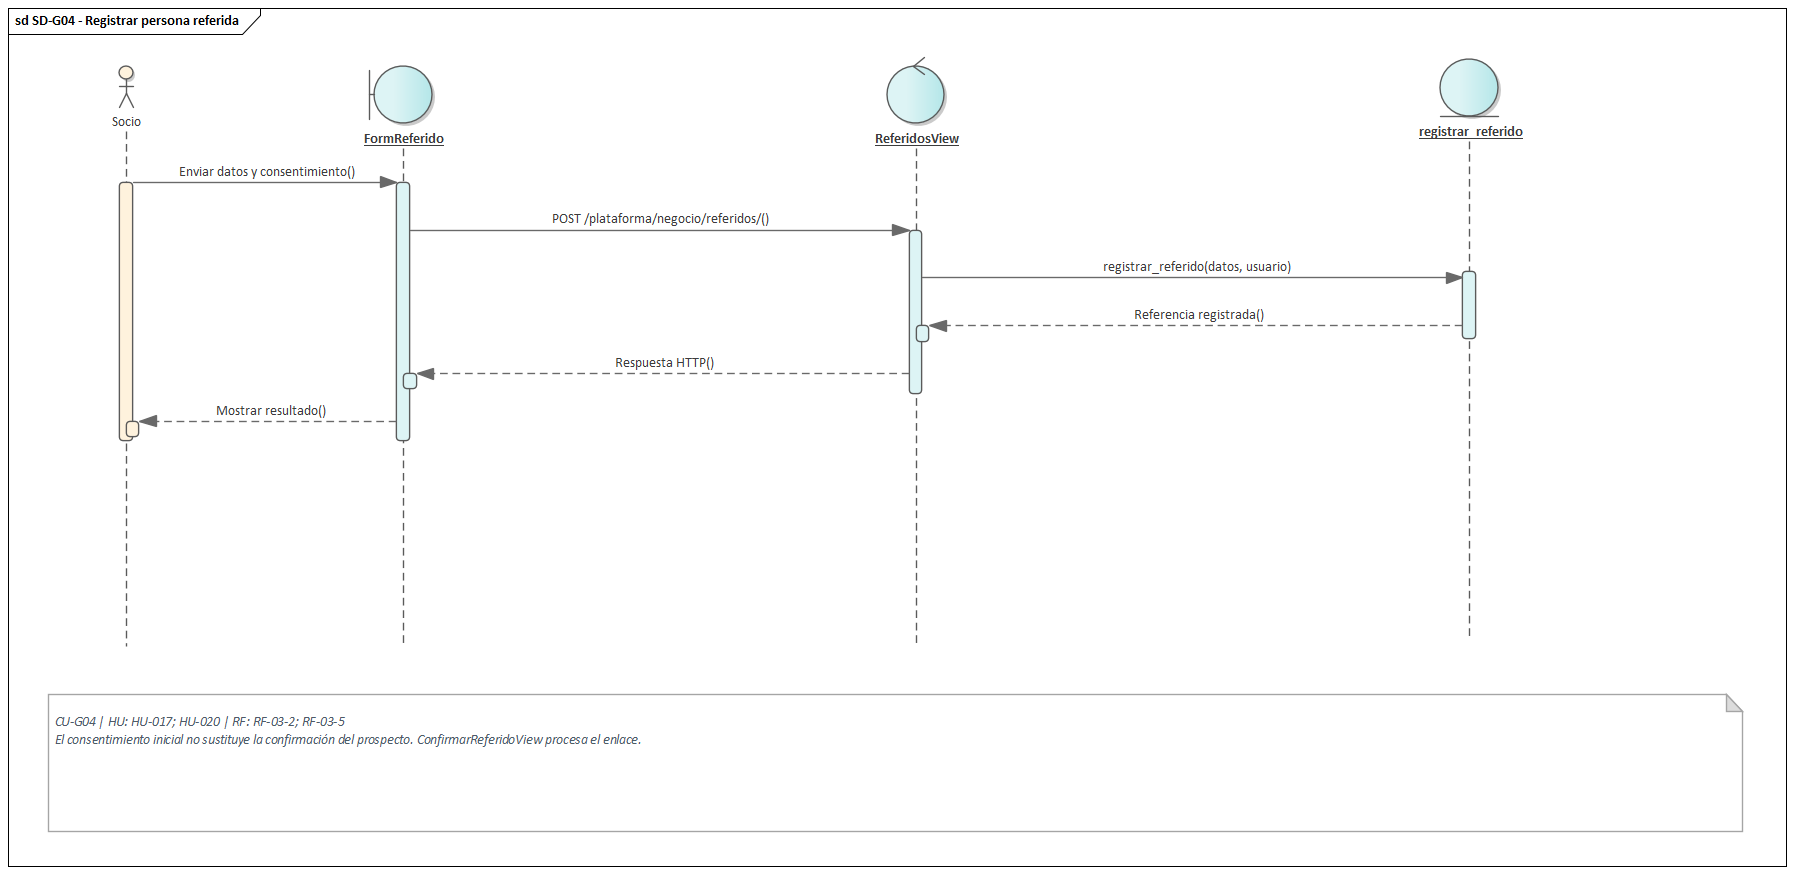 sd SD-G04 - Registrar persona referida
Socio
FormReferido
ReferidosView
registrar_referido
Enviar datos y consentimiento()
POST /plataforma/negocio/referidos/()
registrar_referido(datos, usuario)
Referencia registrada()
Respuesta HTTP()
Mostrar resultado()
CU-G04 | HU: HU-017; HU-020 | RF: RF-03-2; RF-03-5
El consentimiento inicial no sustituye la confirmación del prospecto. ConfirmarReferidoView procesa el enlace.